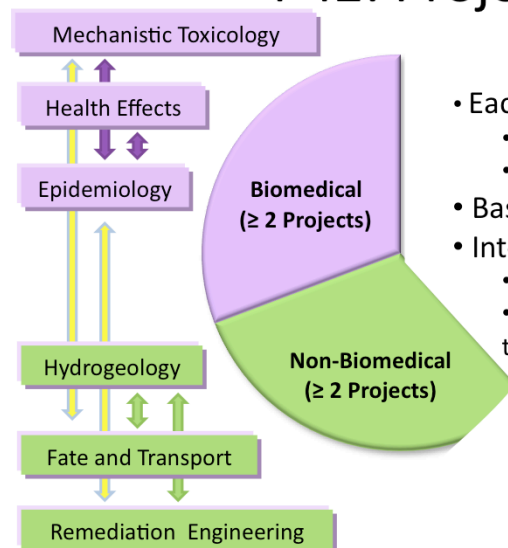 Mechanistic Toxicology
Health Effects
Epidemiology
Biomedical
(≥ 2 Projects)
Hydrogeology
Non-Biomedical
(≥ 2 Projects)
Fate and Transport
Remediation Engineering